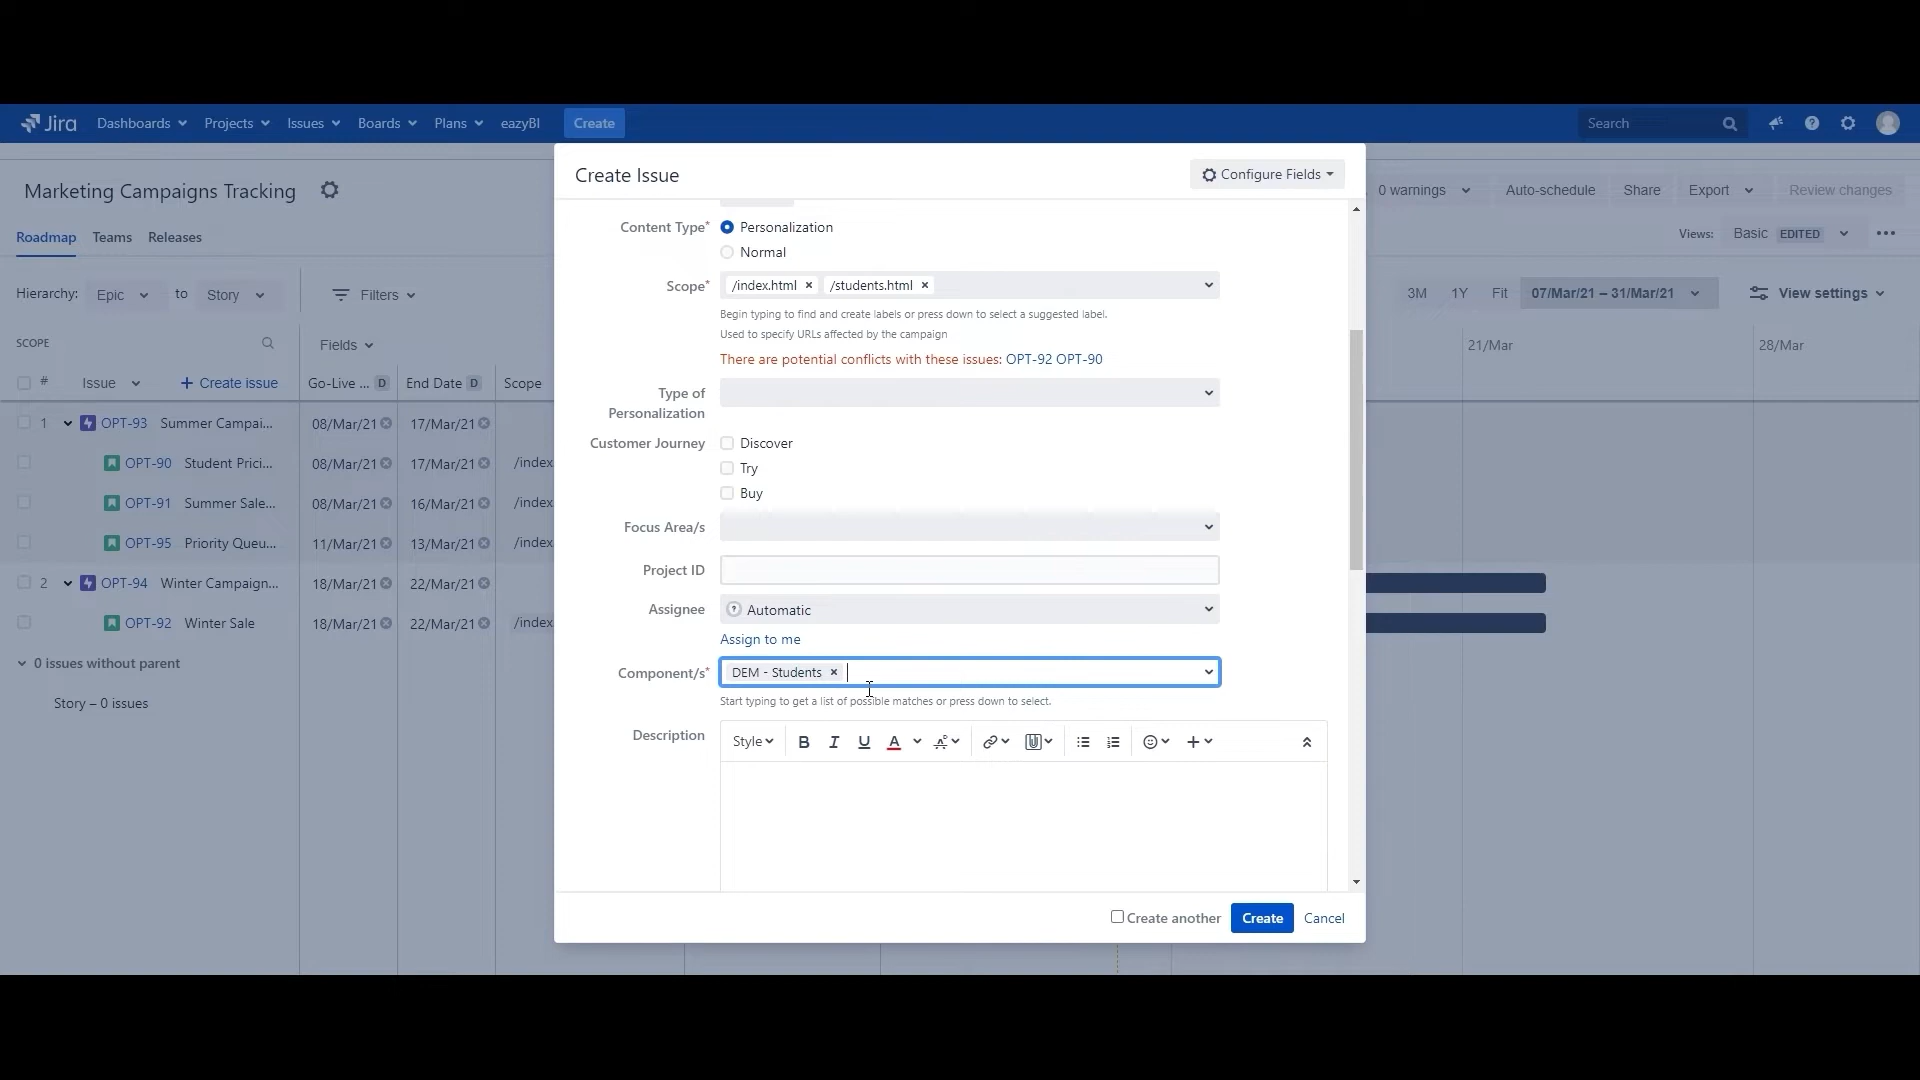 Jira Dashboards Projects Issues Boards Plans eazyBI Create Search
Marketing Campaigns Tracking
0 warnings Auto-schedule Share Export Review changes
Roadmap Teams Releases
Views: Basic EDITED
Hierarchy: Epic to Story Filters
3M 1Y Fit 07/Mar/21 – 31/Mar/21 View settings
SCOPE Fields
21/Mar 28/Mar
# Issue + Create issue Go-Live ... D End Date D Scope
1 OPT-93 Summer Campai... 08/Mar/21 17/Mar/21
OPT-90 Student Prici... 08/Mar/21 17/Mar/21 /index
OPT-91 Summer Sale... 08/Mar/21 16/Mar/21 /index
OPT-95 Priority Queu... 11/Mar/21 13/Mar/21 /index
2 OPT-94 Winter Campaign... 18/Mar/21 22/Mar/21
OPT-92 Winter Sale 18/Mar/21 22/Mar/21 /index
0 issues without parent
Story – 0 issues
Create Issue Configure Fields
Content Type* Personalization
Normal
Scope* /index.html × /students.html ×
Begin typing to find and create labels or press down to select a suggested label.
Used to specify URLs affected by the campaign
There are potential conflicts with these issues: OPT-92 OPT-90
Type of
Personalization
Customer Journey Discover
Try
Buy
Focus Area/s
Project ID
Assignee ? Automatic
Assign to me
Component/s* DEM - Students ×
Start typing to get a list of possible matches or press down to select.
Description Style B I U A
Create another Create Cancel